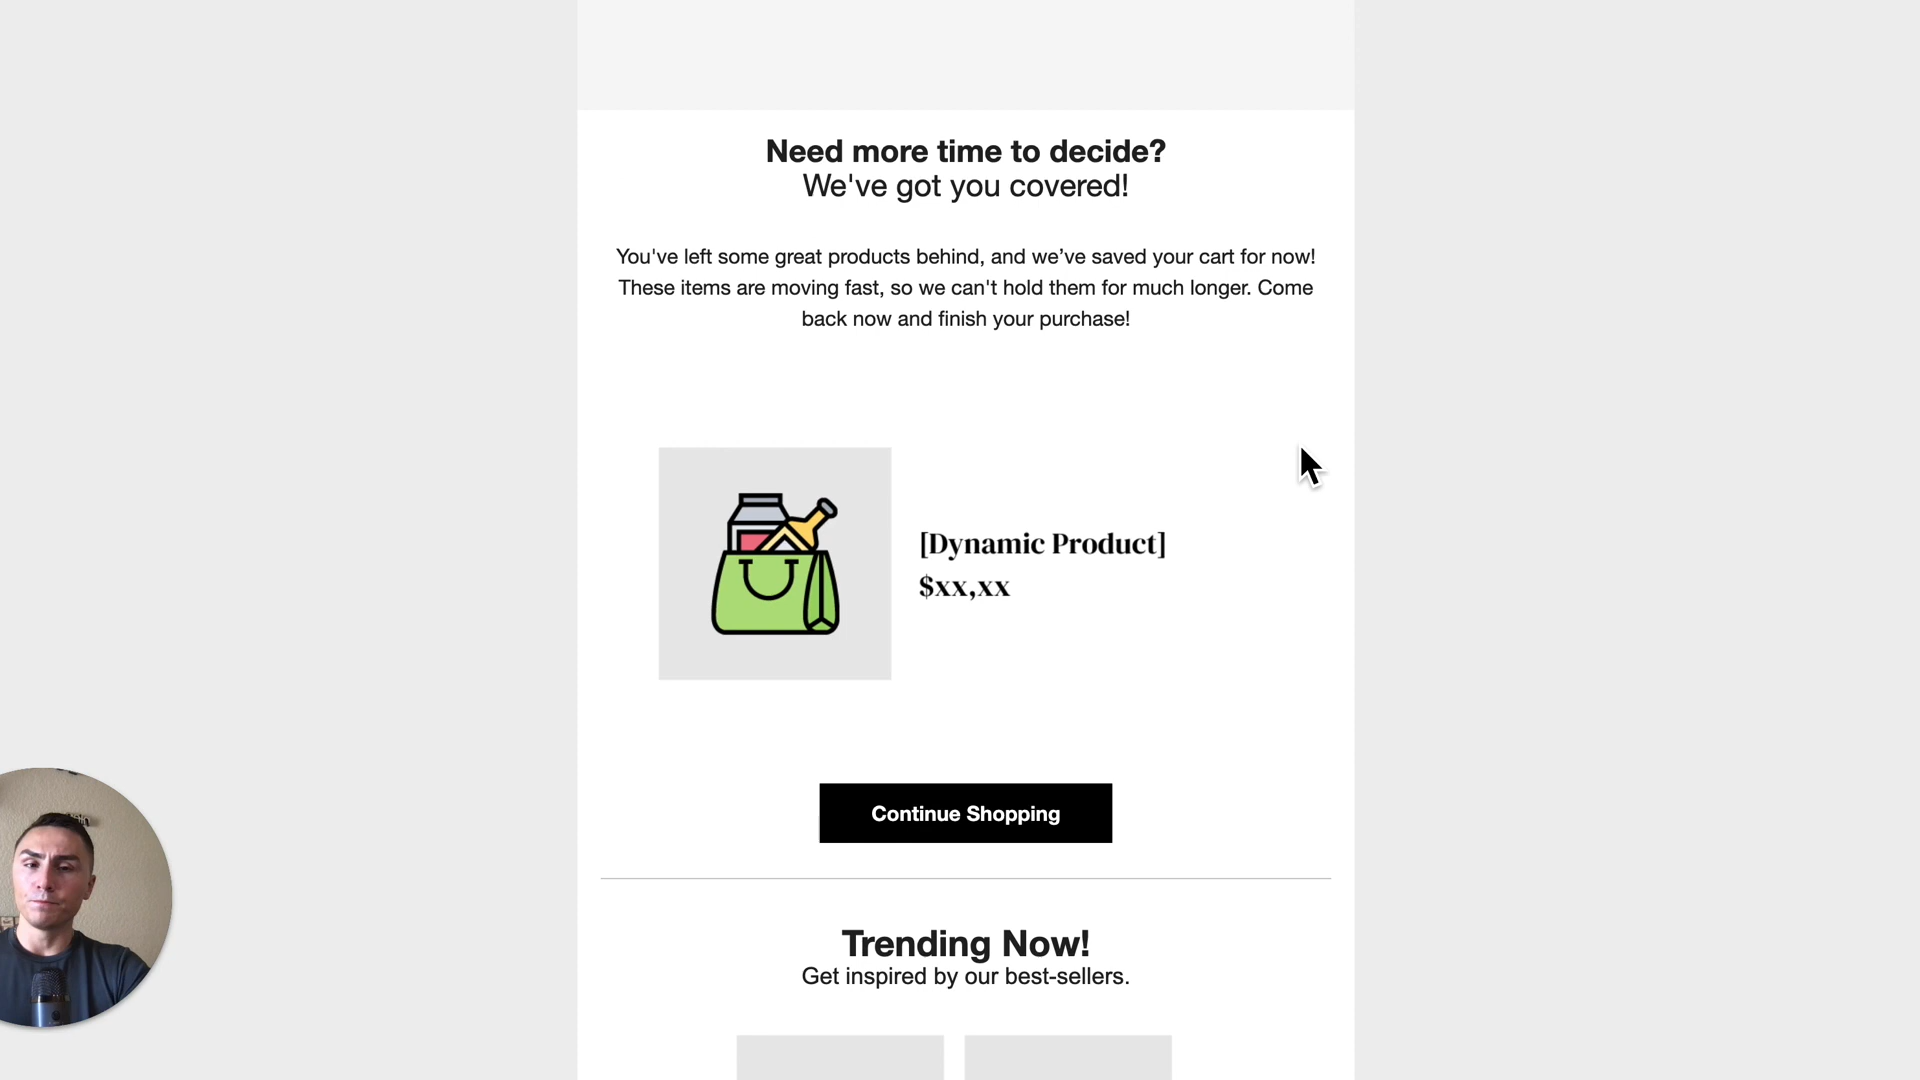 Need more time to decide?
We've got you covered!
You've left some great products behind, and we’ve saved your cart for now!
These items are moving fast, so we can't hold them for much longer. Come
back now and finish your purchase!
[Dynamic Product]
$xx,xx
Continue Shopping
Trending Now!
Get inspired by our best-sellers.